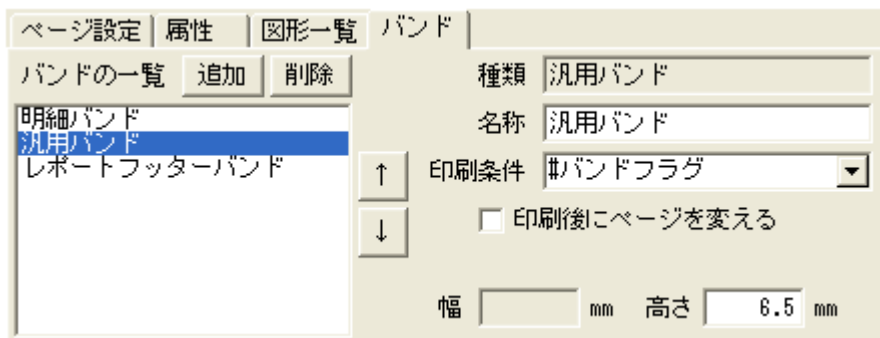 ページ設定 属性 図形一覧 バンド
バンドの一覧 追加 削除
明細バンド
汎用バンド
レポートフッターバンド
↑
↓
種類 汎用バンド
名称 汎用バンド
印刷条件 #バンドフラグ
印刷後にページを変える
幅 mm 高さ 6.5 mm